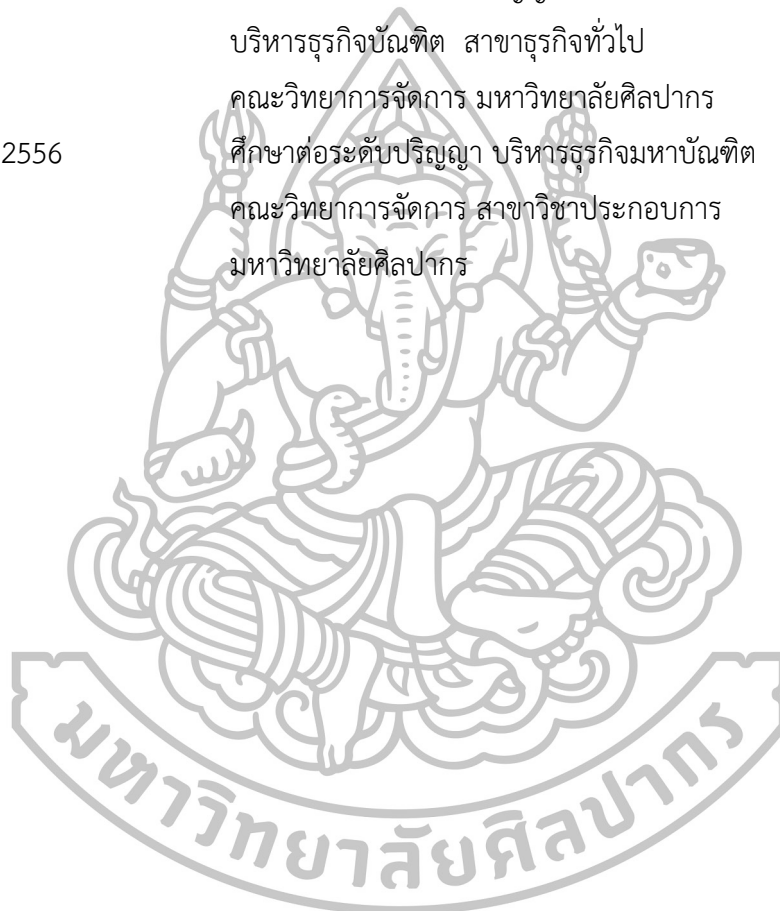 บริหารธุรกิจบัณฑิต สาขาธุรกิจทั่วไป
คณะวิทยาการจัดการ มหาวิทยาลัยศิลปากร
2556 ศึกษาต่อระดับปริญญา บริหารธุรกิจมหาบัณฑิต
คณะวิทยาการจัดการ สาขาวิชาประกอบการ
มหาวิทยาลัยศิลปากร
มหาวิทยาลัยศิลปากร